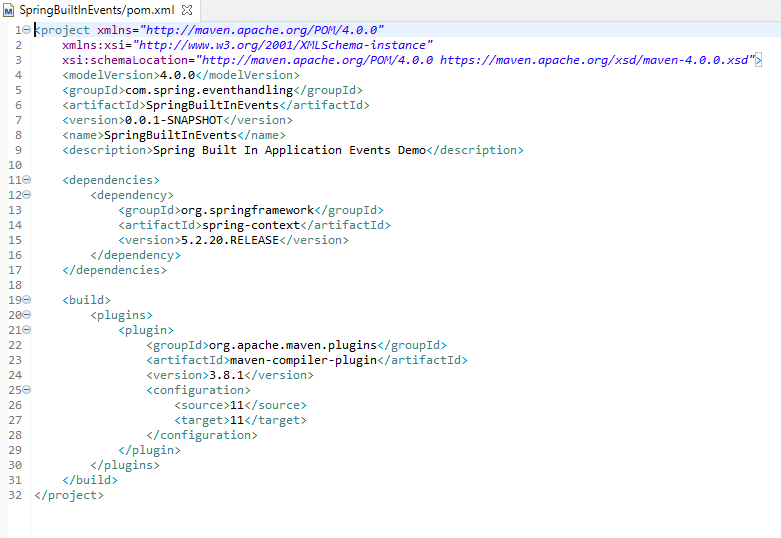 SpringBuiltInEvents/pom.xml
1 <project xmlns="http://maven.apache.org/POM/4.0.0"
2     xmlns:xsi="http://www.w3.org/2001/XMLSchema-instance"
3     xsi:schemaLocation="http://maven.apache.org/POM/4.0.0 https://maven.apache.org/xsd/maven-4.0.0.xsd">
4     <modelVersion>4.0.0</modelVersion>
5     <groupId>com.spring.eventhandling</groupId>
6     <artifactId>SpringBuiltInEvents</artifactId>
7     <version>0.0.1-SNAPSHOT</version>
8     <name>SpringBuiltInEvents</name>
9     <description>Spring Built In Application Events Demo</description>
10
11     <dependencies>
12         <dependency>
13             <groupId>org.springframework</groupId>
14             <artifactId>spring-context</artifactId>
15             <version>5.2.20.RELEASE</version>
16         </dependency>
17     </dependencies>
18
19     <build>
20         <plugins>
21             <plugin>
22                 <groupId>org.apache.maven.plugins</groupId>
23                 <artifactId>maven-compiler-plugin</artifactId>
24                 <version>3.8.1</version>
25                 <configuration>
26                     <source>11</source>
27                     <target>11</target>
28                 </configuration>
29             </plugin>
30         </plugins>
31     </build>
32 </project>